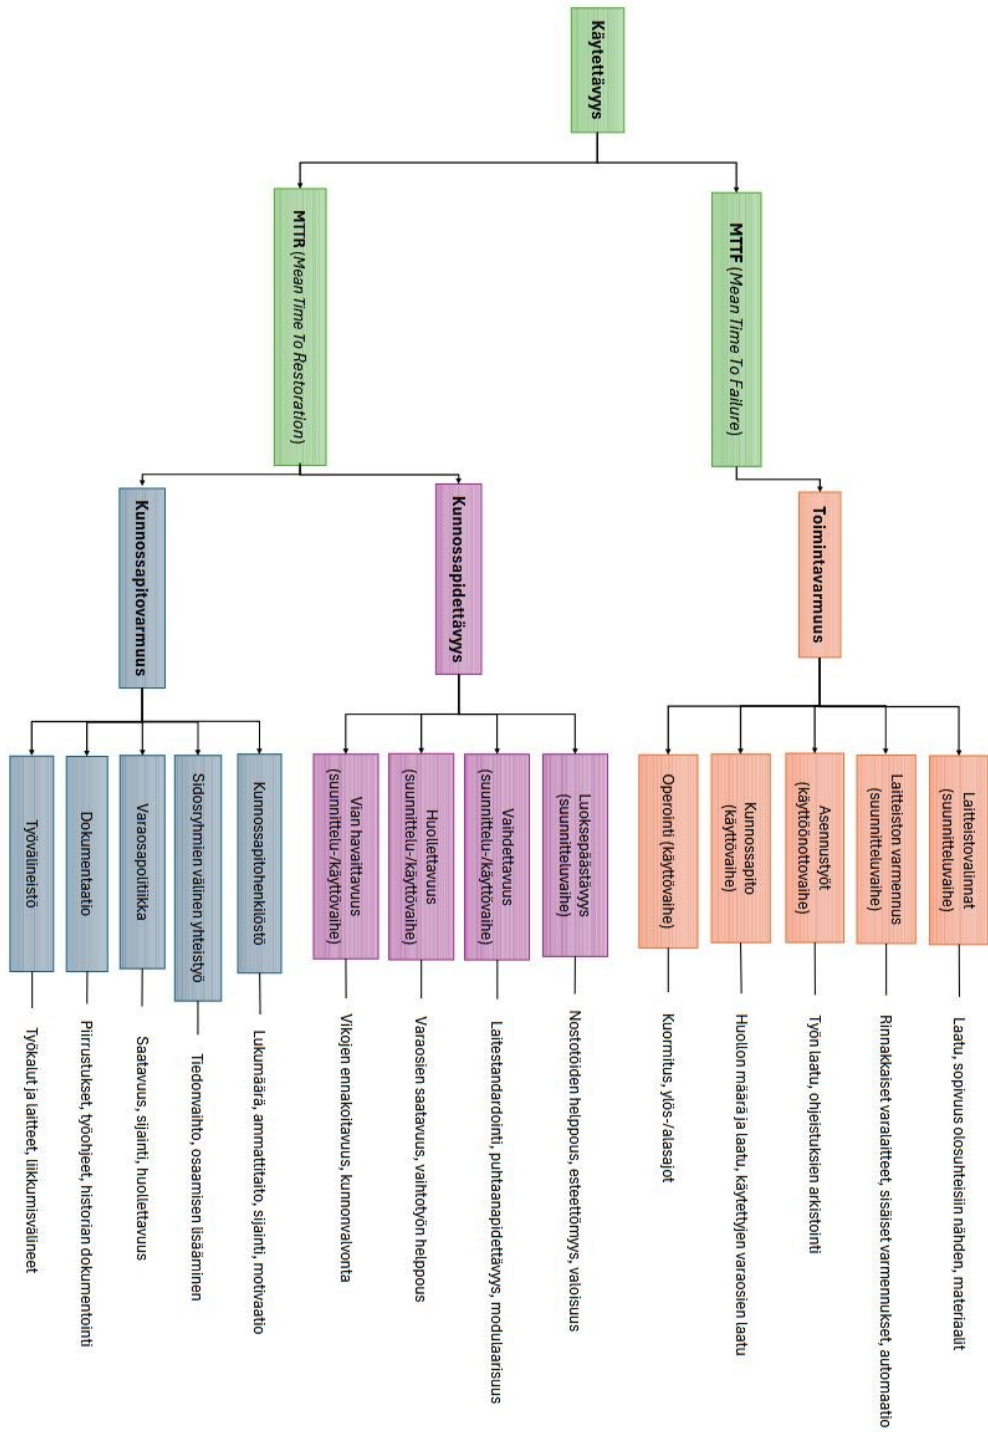 Käytettävyys
MTTF (Mean Time To Failure)
MTTR (Mean Time To Restoration)
Toimintavarmuus
Kunnossapidettävyys
Kunnossapitovarmuus
Laitteistovalinnat
(suunnitteluvaihe)
Laatu, sopivuus olosuhteisiin nähden, materiaalit
Laitteiston varmennus
(suunnitteluvaihe)
Rinnakkaiset varalaitteet, sisäiset varmennukset, automaatio
Asennustyöt
(käyttöönottovaihe)
Työn laatu, ohjeistuksien arkistointi
Kunnossapito
(käyttövaihe)
Huollon määrä ja laatu, käytettyjen varaosien laatu
Operointi (käyttövaihe)
Kuormitus, ylös-/alasajot
Luoksepäästävyys
(suunnitteluvaihe)
Nostotöiden helppous, esteettömyys, valoisuus
Vaihdettavuus
(suunnittelu-/käyttövaihe)
Laitestandardointi, puhtaanapidettävyys, modulaarisuus
Huollettavuus
(suunnittelu-/käyttövaihe)
Varaosien saatavuus, vaihtotyön helppous
Vian havaittavuus
(suunnittelu-/käyttövaihe)
Vikojen ennakoitavuus, kunnonvalvonta
Kunnossapitohenkilöstö
Lukumäärä, ammattitaito, sijainti, motivaatio
Sidosryhmien välinen yhteistyö
Tiedonvaihto, osaamisen lisääminen
Varaosapolitiikka
Saatavuus, sijainti, huollettavuus
Dokumentaatio
Piirrustukset, työohjeet, historian dokumentointi
Työvälineistö
Työkalut ja laitteet, liikkumisvälineet